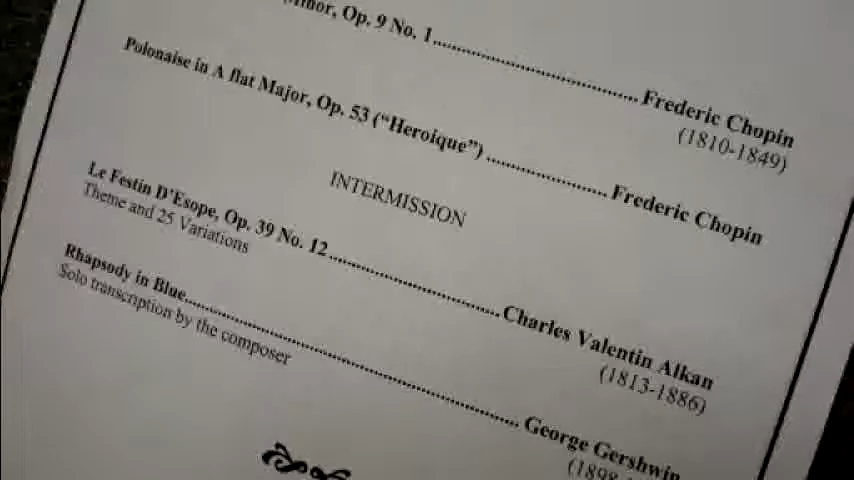 Minor, Op. 9 No. 1........................................Frederic Chopin
(1810-1849)
Polonaise in A flat Major, Op. 53 ("Heroique").......................Frederic Chopin
INTERMISSION
Le Festin D'Esope, Op. 39 No. 12.................................Charles Valentin Alkan
Theme and 25 Variations
(1813-1886)
Rhapsody in Blue..................................................................George Gershwin
Solo transcription by the composer
(1898-